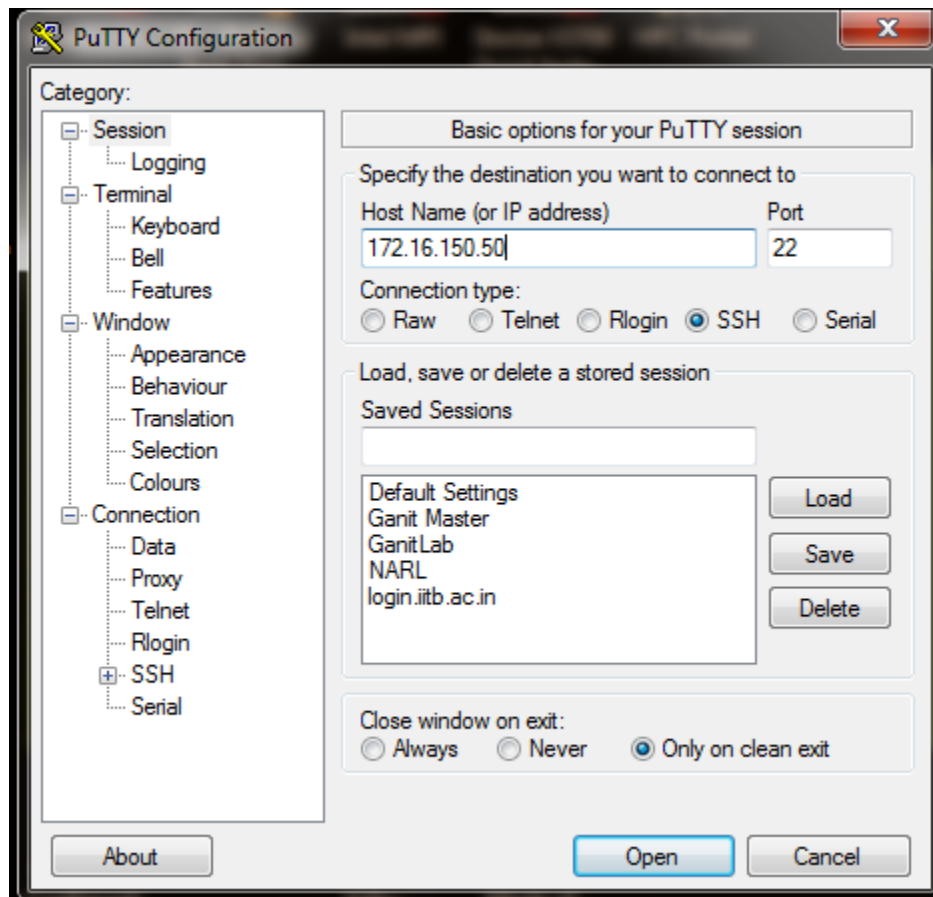 PuTTY Configuration
Category:
Session
Logging
Terminal
Keyboard
Bell
Features
Window
Appearance
Behaviour
Translation
Selection
Colours
Connection
Data
Proxy
Telnet
Rlogin
SSH
Serial
Basic options for your PuTTY session
Specify the destination you want to connect to
Host Name (or IP address) Port
172.16.150.50 22
Connection type:
Raw Telnet Rlogin SSH Serial
Load, save or delete a stored session
Saved Sessions
Default Settings
Ganit Master
GanitLab
NARL
login.iitb.ac.in
Load
Save
Delete
Close window on exit:
Always Never Only on clean exit
About Open Cancel